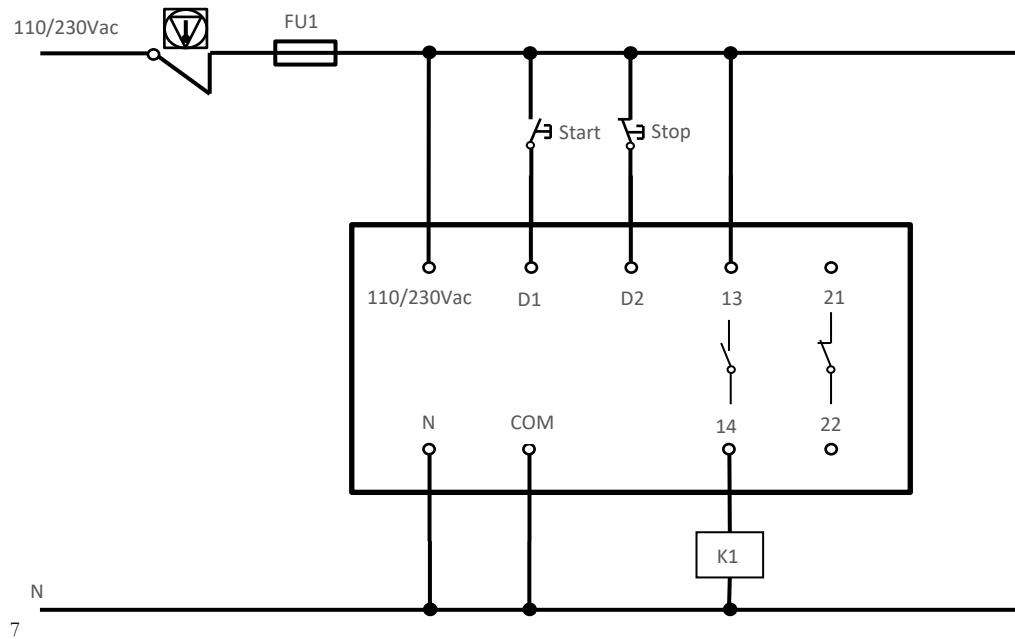 110/230Vac
FU1
Start
Stop
110/230Vac
D1
D2
13
21
N
COM
14
22
K1
N
7